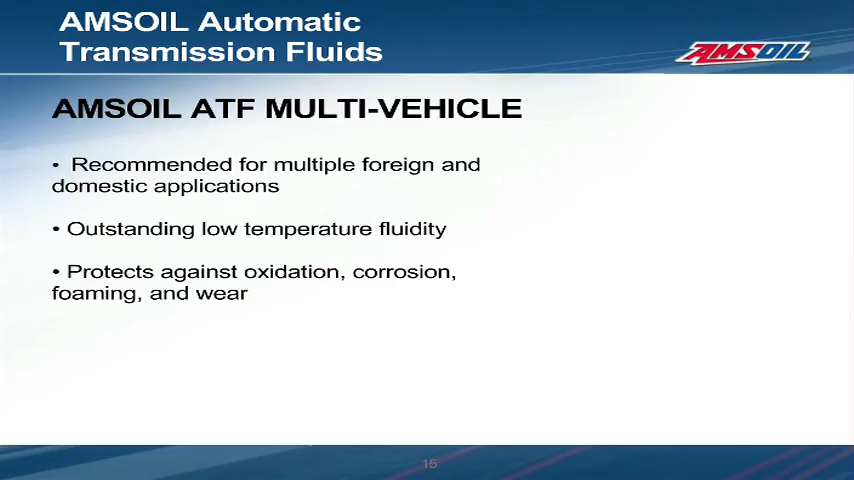 AMSOIL Automatic
Transmission Fluids
AMSOIL
AMSOIL ATF MULTI-VEHICLE
• Recommended for multiple foreign and
domestic applications
• Outstanding low temperature fluidity
• Protects against oxidation, corrosion,
foaming, and wear
15